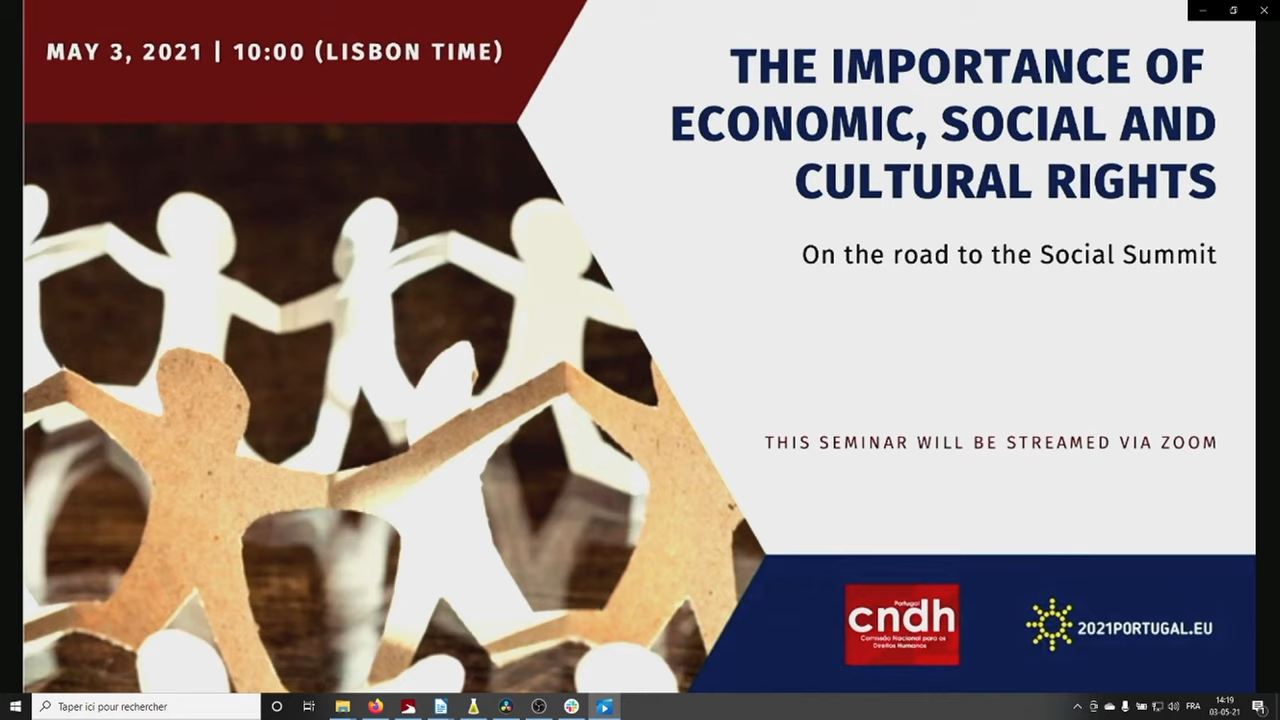 MAY 3, 2021 | 10:00 (LISBON TIME)
THE IMPORTANCE OF
ECONOMIC, SOCIAL AND
CULTURAL RIGHTS
On the road to the Social Summit
THIS SEMINAR WILL BE STREAMED VIA ZOOM
Portugal
cndh
Comissão Nacional para os
Direitos Humanos
2021PORTUGAL.EU
Taper ici pour rechercher
FRA
14:19
03-05-21